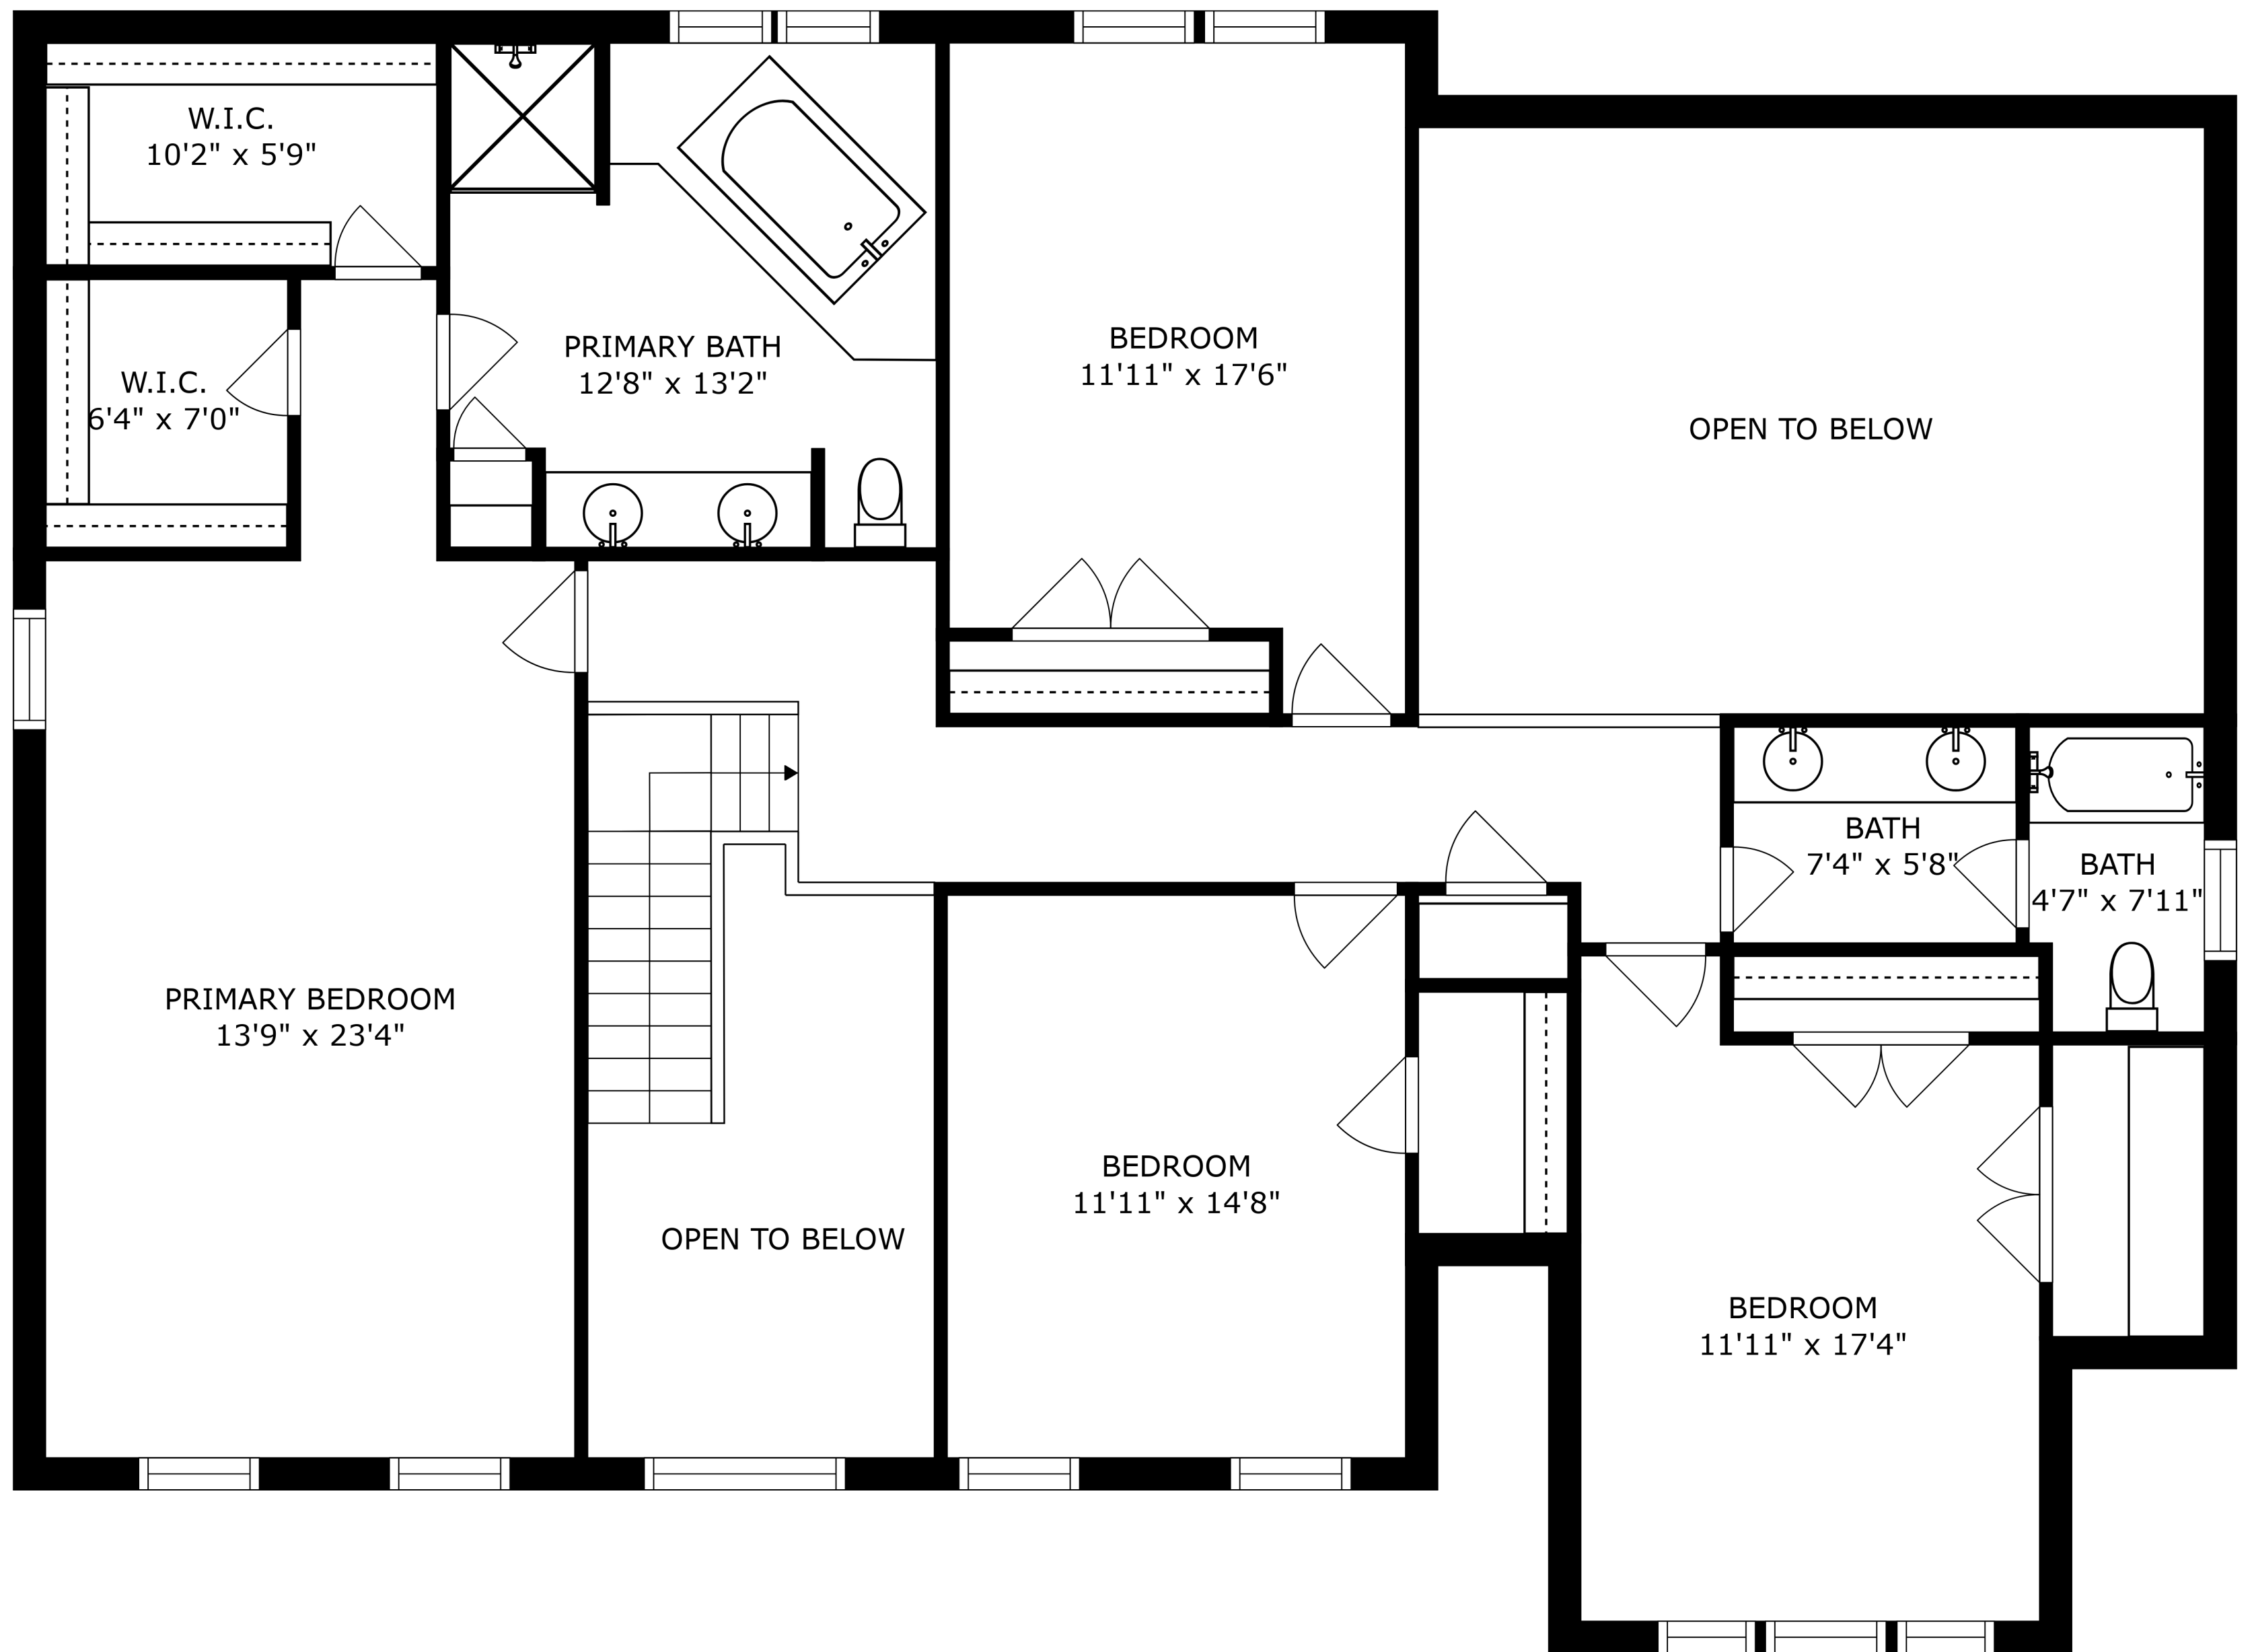 W.I.C.
10'2" x 5'9"
W.I.C.
6'4" x 7'0"
PRIMARY BATH
12'8" x 13'2"
BEDROOM
11'11" x 17'6"
OPEN TO BELOW
BATH
7'4" x 5'8"
BATH
4'7" x 7'11"
PRIMARY BEDROOM
13'9" x 23'4"
OPEN TO BELOW
BEDROOM
11'11" x 14'8"
BEDROOM
11'11" x 17'4"